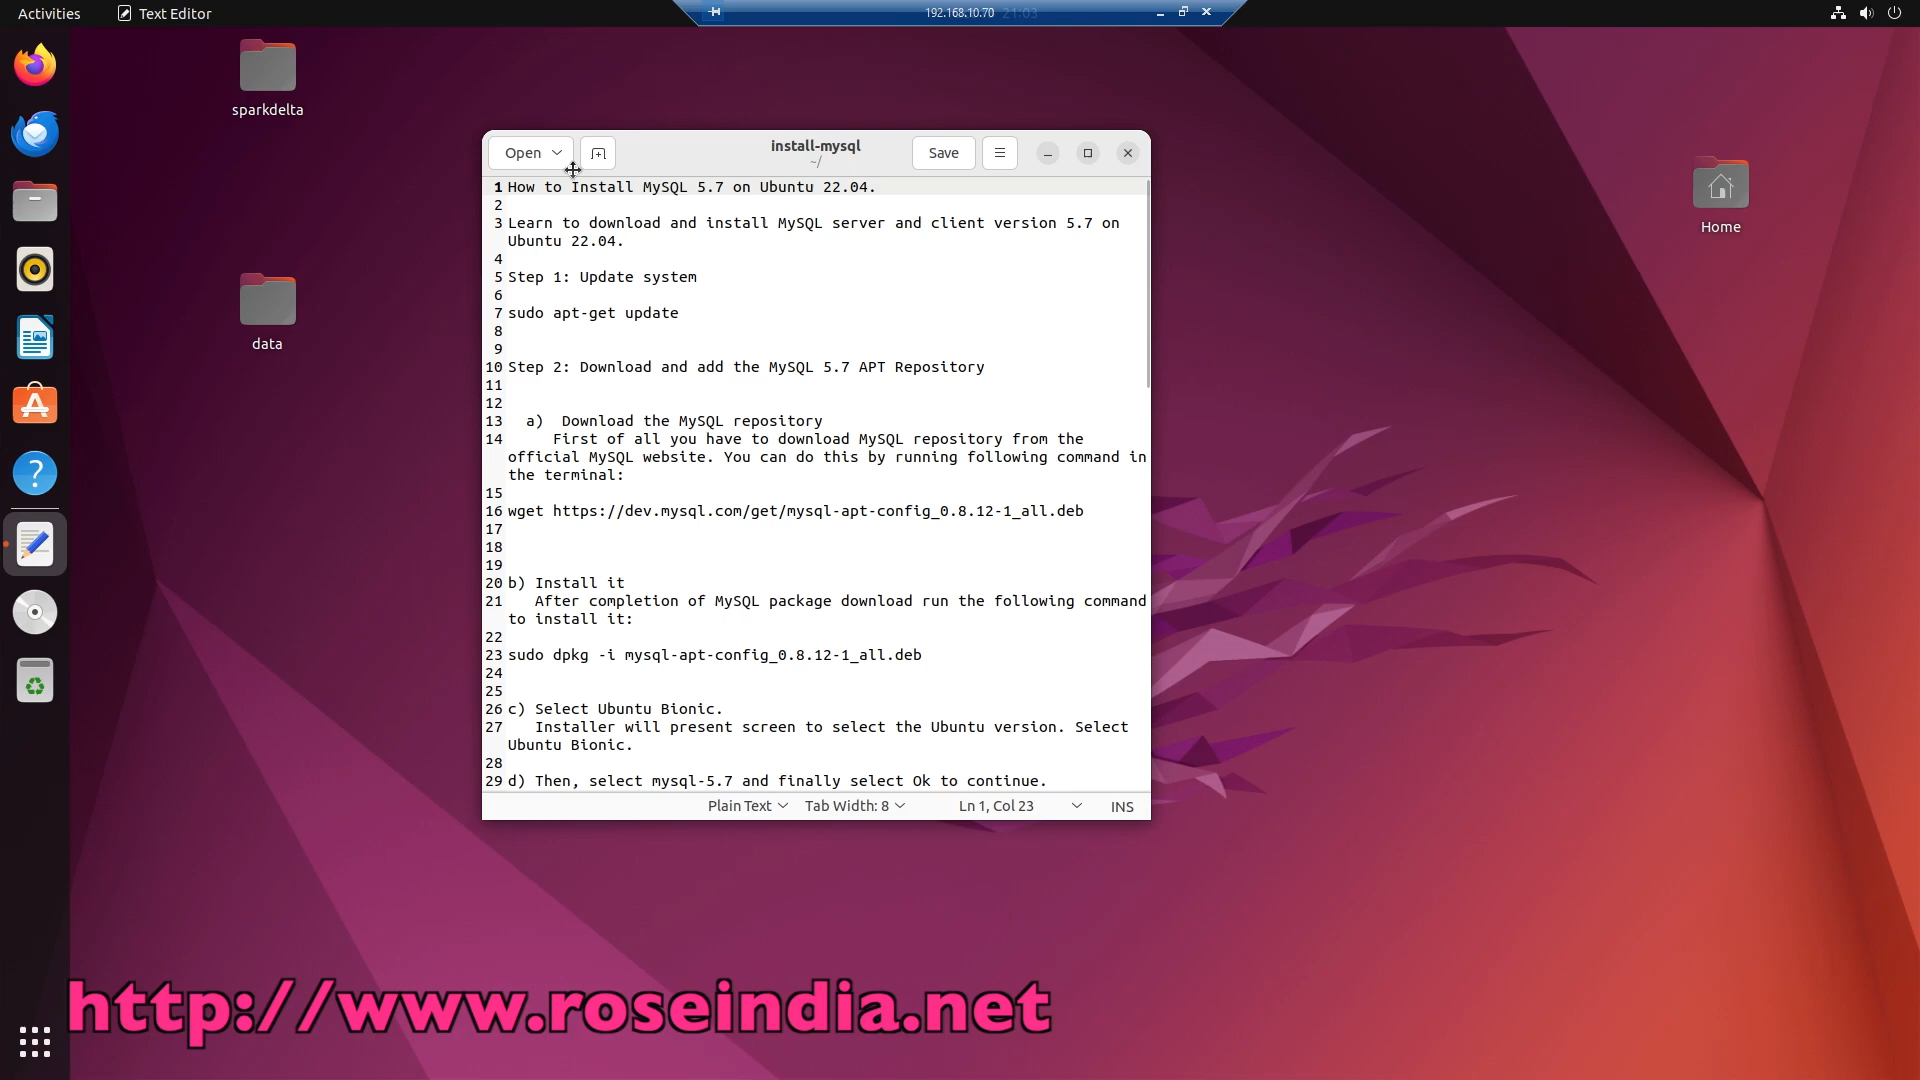 Activities
Text Editor
192.168.10.70
21:03
sparkdelta
data
Home
Open
install-mysql
~/
Save
1 How to Install MySQL 5.7 on Ubuntu 22.04.
2
3 Learn to download and install MySQL server and client version 5.7 on
Ubuntu 22.04.
4
5 Step 1: Update system
6
7 sudo apt-get update
8
9
10 Step 2: Download and add the MySQL 5.7 APT Repository
11
12
13 a) Download the MySQL repository
14 First of all you have to download MySQL repository from the
official MySQL website. You can do this by running following command in
the terminal:
15
16 wget https://dev.mysql.com/get/mysql-apt-config_0.8.12-1_all.deb
17
18
19
20 b) Install it
21 After completion of MySQL package download run the following command
to install it:
22
23 sudo dpkg -i mysql-apt-config_0.8.12-1_all.deb
24
25
26 c) Select Ubuntu Bionic.
27 Installer will present screen to select the Ubuntu version. Select
Ubuntu Bionic.
28
29 d) Then, select mysql-5.7 and finally select Ok to continue.
Plain Text
Tab Width: 8
Ln 1, Col 23
INS
http://www.roseindia.net